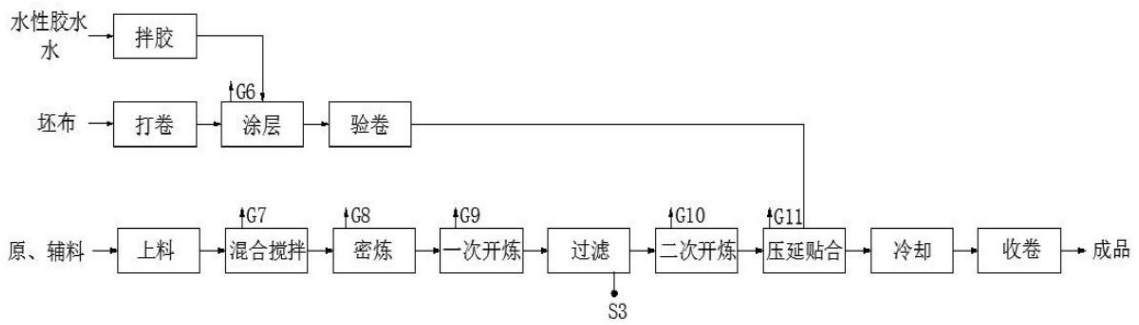 水性胶水
水
拌胶
G6
坯布
打卷
涂层
验卷
G7
G8
G9
G10
G11
原、辅料
上料
混合搅拌
密炼
一次开炼
过滤
二次开炼
压延贴合
冷却
收卷
成品
S3